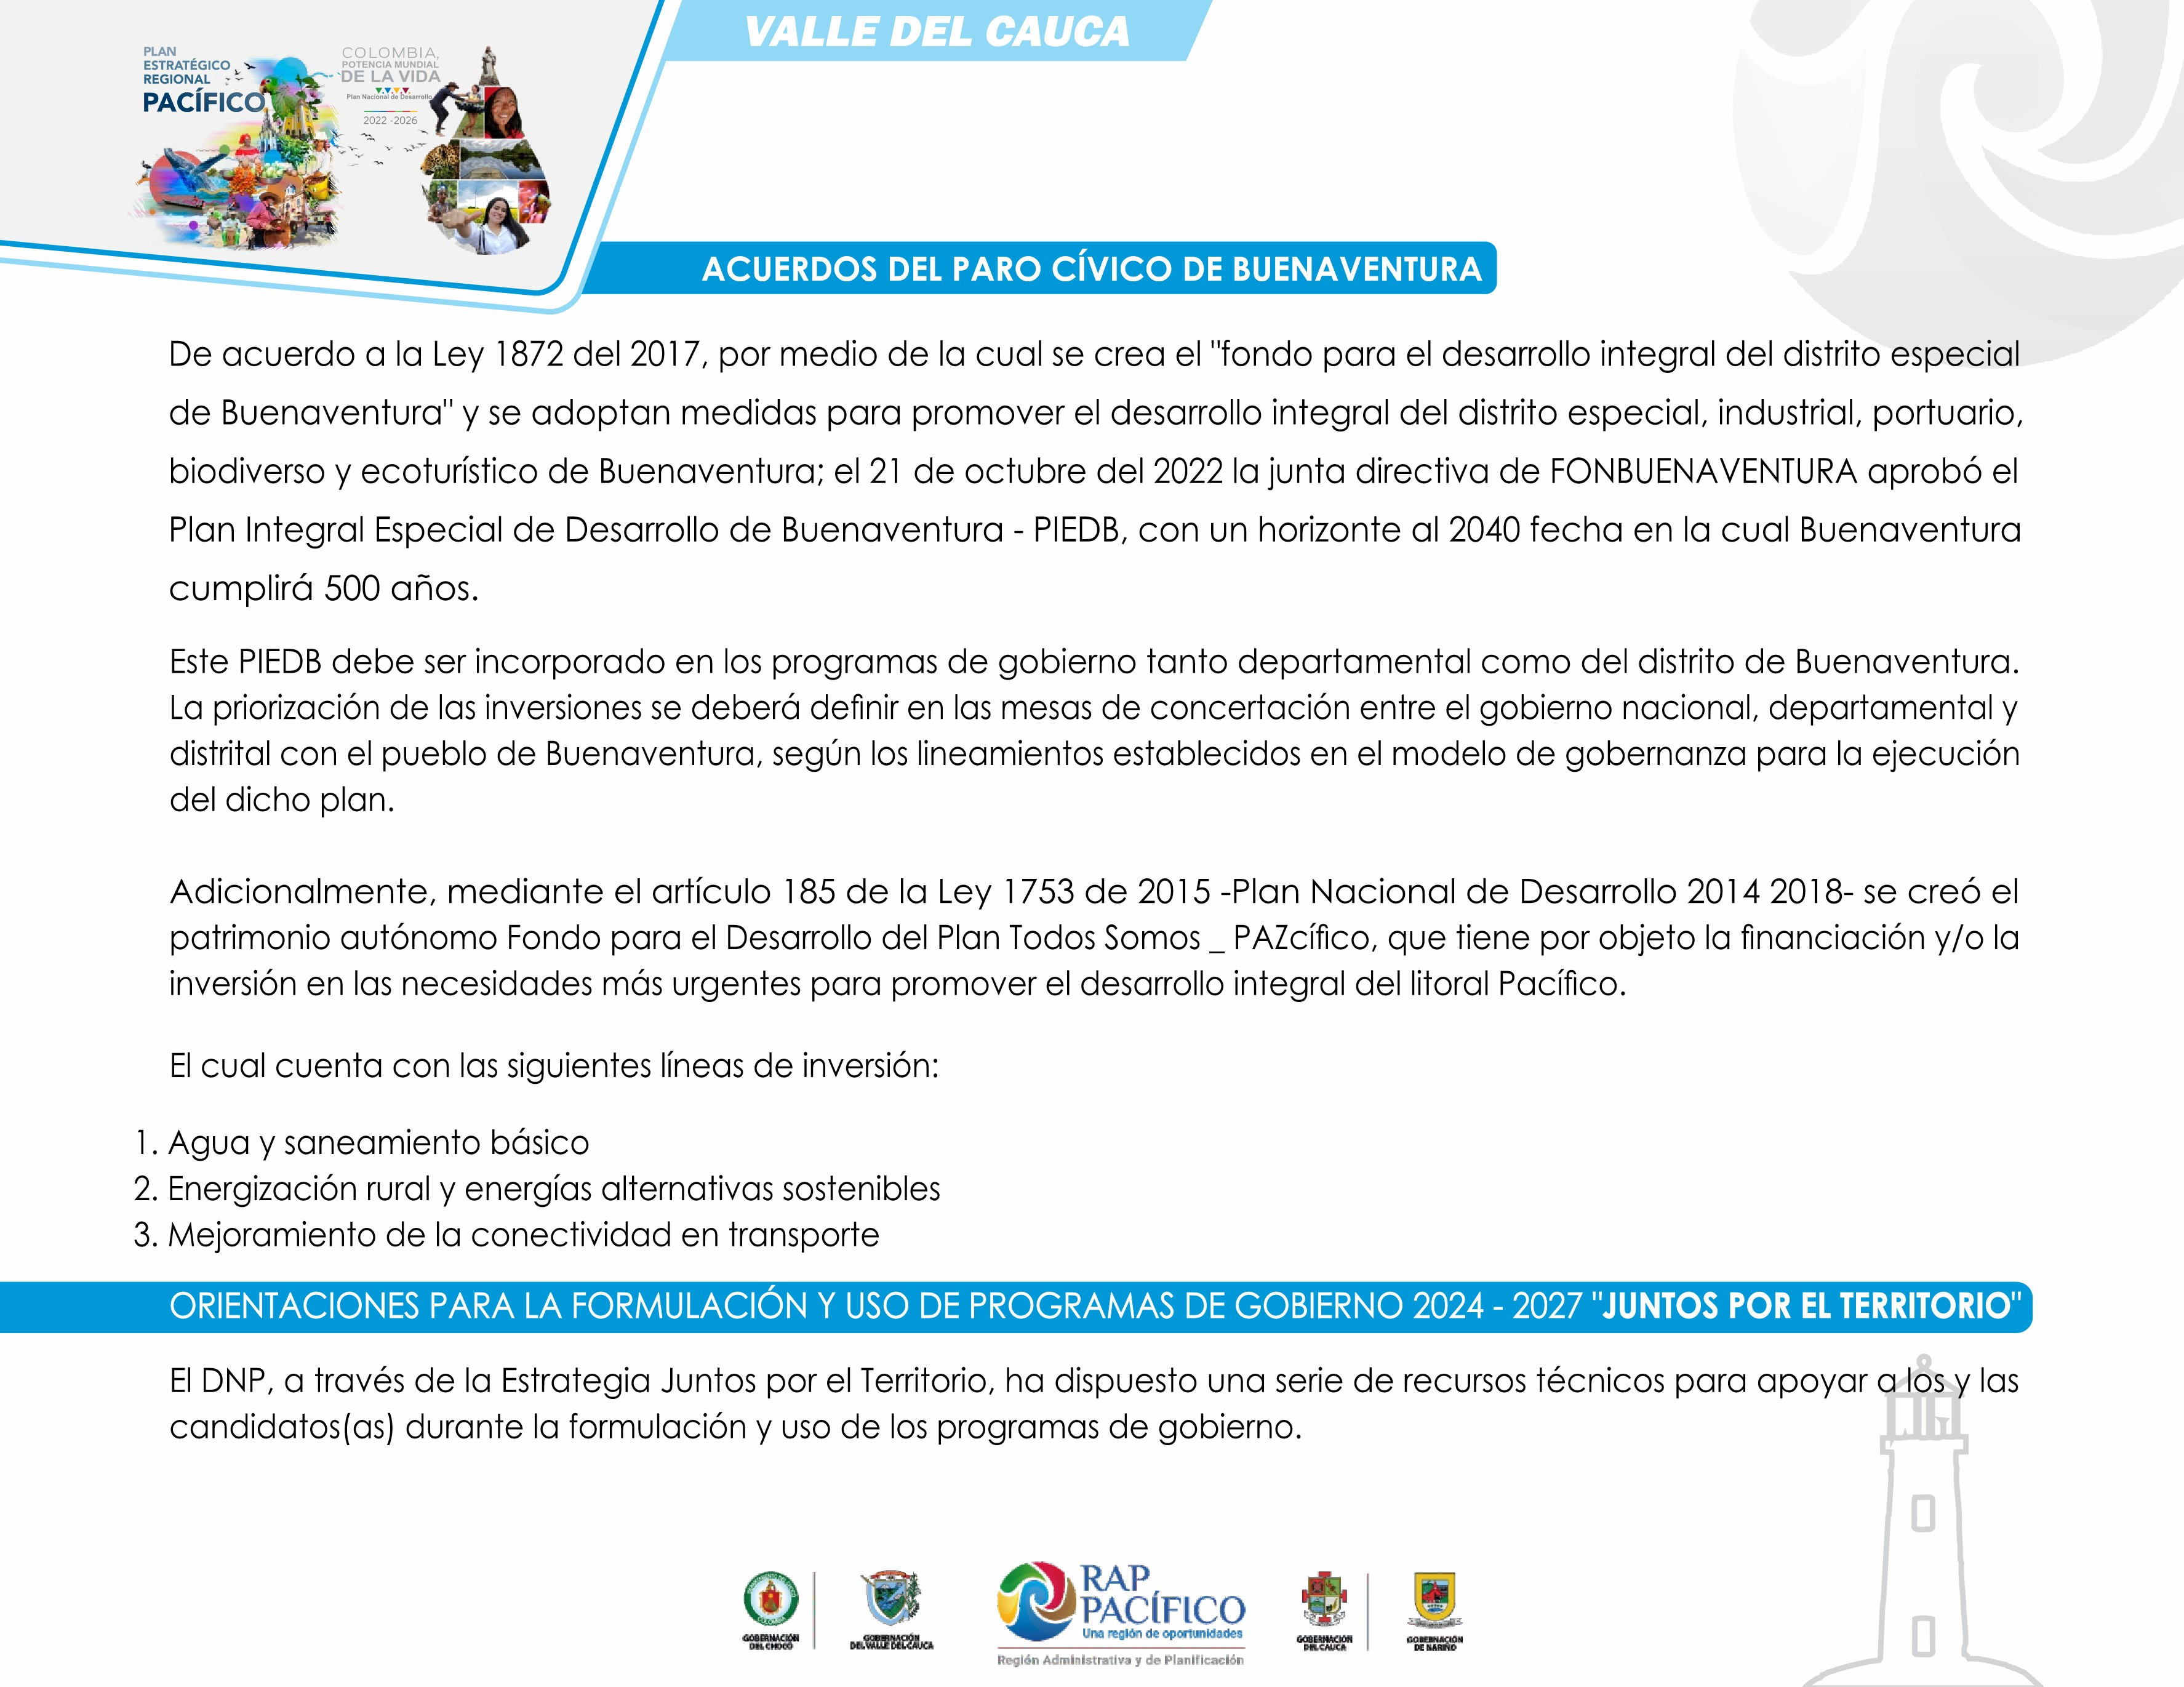 VALLE DEL CAUCA
PLAN
ESTRATÉGICO
REGIONAL
PACÍFICO
COLOMBIA,
POTENCIA MUNDIAL
DE LA VIDA
Plan Nacional de Desarrollo
2022 -2026
ACUERDOS DEL PARO CÍVICO DE BUENAVENTURA
De acuerdo a la Ley 1872 del 2017, por medio de la cual se crea el "fondo para el desarrollo integral del distrito especial
de Buenaventura" y se adoptan medidas para promover el desarrollo integral del distrito especial, industrial, portuario,
biodiverso y ecoturístico de Buenaventura; el 21 de octubre del 2022 la junta directiva de FONBUENAVENTURA aprobó el
Plan Integral Especial de Desarrollo de Buenaventura - PIEDB, con un horizonte al 2040 fecha en la cual Buenaventura
cumplirá 500 años.
Este PIEDB debe ser incorporado en los programas de gobierno tanto departamental como del distrito de Buenaventura.
La priorización de las inversiones se deberá definir en las mesas de concertación entre el gobierno nacional, departamental y
distrital con el pueblo de Buenaventura, según los lineamientos establecidos en el modelo de gobernanza para la ejecución
del dicho plan.
Adicionalmente, mediante el artículo 185 de la Ley 1753 de 2015 -Plan Nacional de Desarrollo 2014 2018- se creó el
patrimonio autónomo Fondo para el Desarrollo del Plan Todos Somos _ PAZcífico, que tiene por objeto la financiación y/o la
inversión en las necesidades más urgentes para promover el desarrollo integral del litoral Pacífico.
El cual cuenta con las siguientes líneas de inversión:
1. Agua y saneamiento básico
2. Energización rural y energías alternativas sostenibles
3. Mejoramiento de la conectividad en transporte
ORIENTACIONES PARA LA FORMULACIÓN Y USO DE PROGRAMAS DE GOBIERNO 2024 - 2027 "JUNTOS POR EL TERRITORIO"
El DNP, a través de la Estrategia Juntos por el Territorio, ha dispuesto una serie de recursos técnicos para apoyar a los y las
candidatos(as) durante la formulación y uso de los programas de gobierno.
GOBERNACIÓN
DEL CHOCÓ
GOBERNACIÓN
DEL VALLE DEL CAUCA
RAP
PACÍFICO
Una región de oportunidades
Región Administrativa y de Planificación
GOBERNACIÓN
DEL CAUCA
GOBERNACIÓN
DE NARIÑO